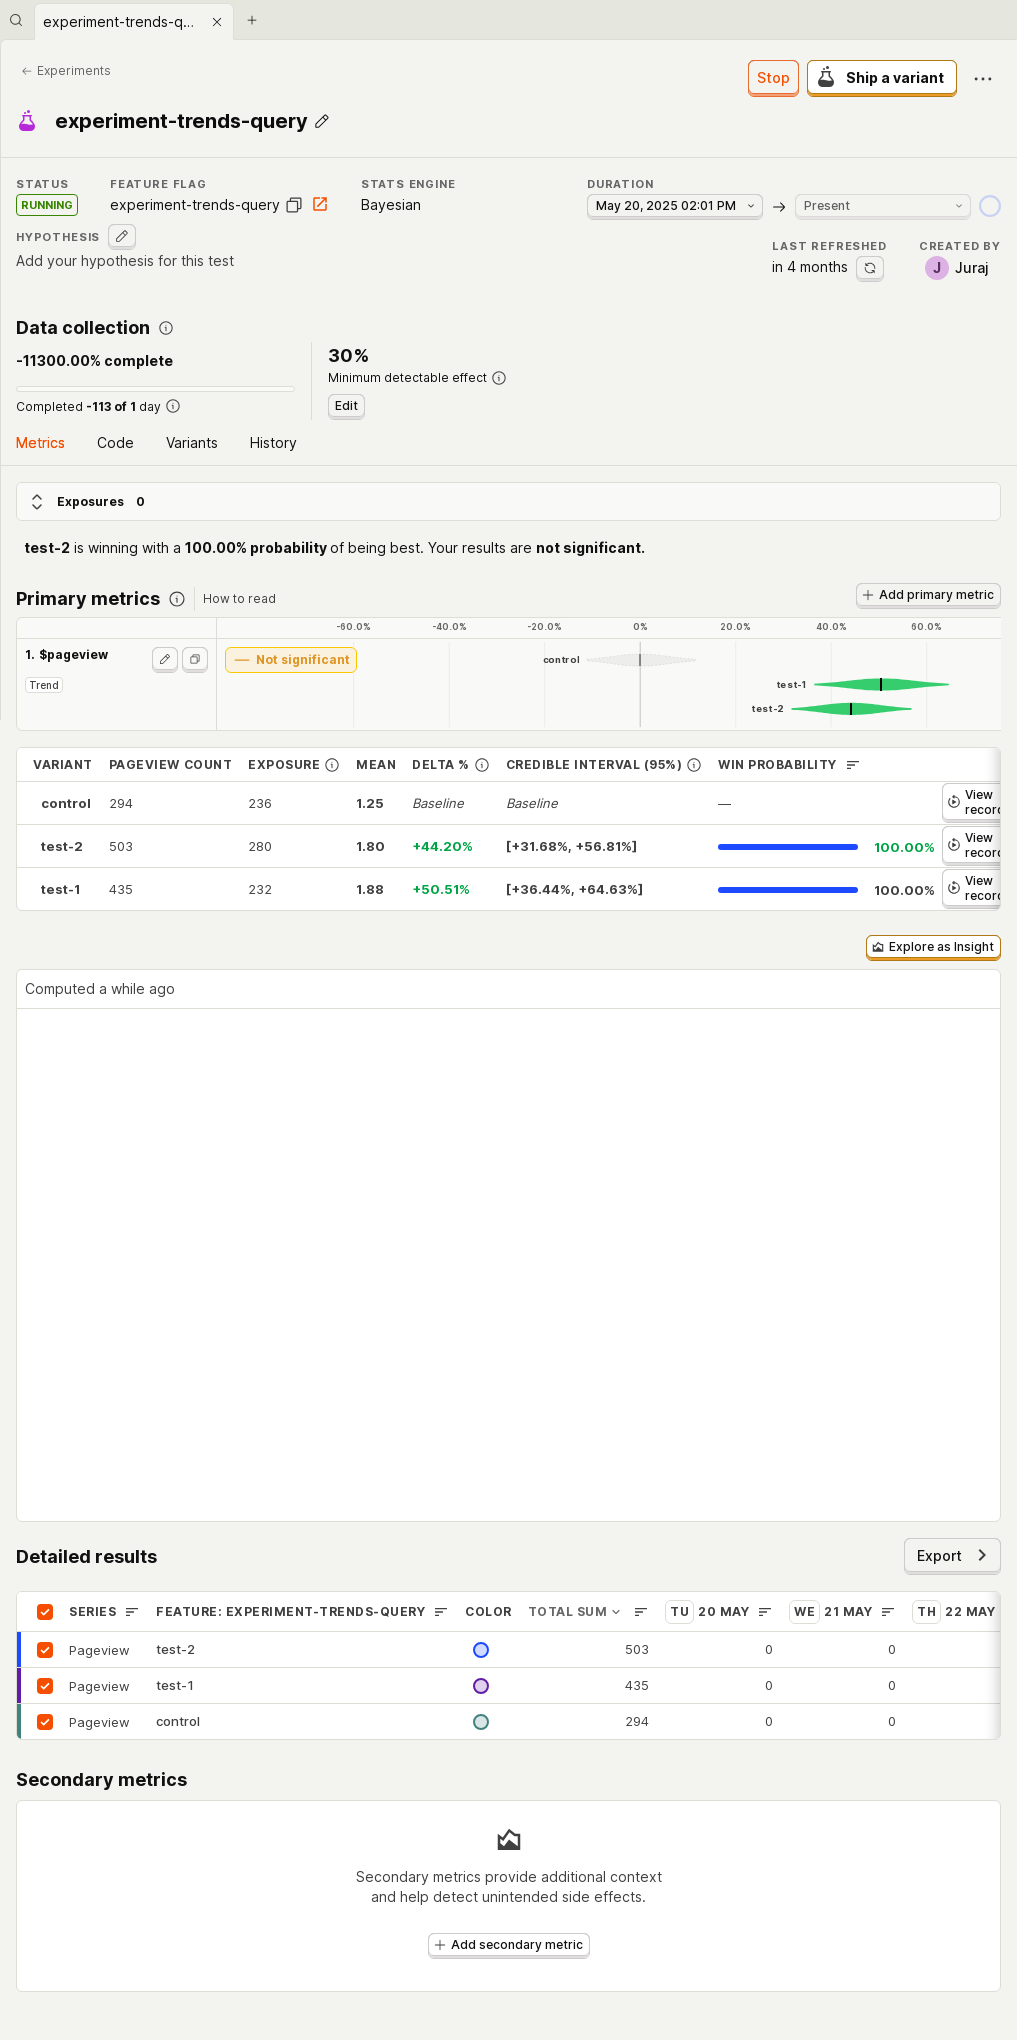 experiment-trends-q...
Experiments
Stop
Ship a variant
experiment-trends-query
STATUS
FEATURE FLAG
STATS ENGINE
DURATION
RUNNING
experiment-trends-query
Bayesian
May 20, 2025 02:01 PM
Present
HYPOTHESIS
Add your hypothesis for this test
LAST REFRESHED
CREATED BY
in 4 months
J Juraj
Data collection
-11300.00% complete
Completed -113 of 1 day
30%
Minimum detectable effect
Edit
Metrics
Code
Variants
History
Exposures 0
test-2 is winning with a 100.00% probability of being best. Your results are not significant.
Primary metrics
How to read
Add primary metric
-60.0% -40.0% -20.0% 0% 20.0% 40.0% 60.0%
1. $pageview
Trend
— Not significant
control
test-1
test-2
VARIANT PAGEVIEW COUNT EXPOSURE MEAN DELTA % CREDIBLE INTERVAL (95%) WIN PROBABILITY
control 294 236 1.25 Baseline Baseline — View
recorc
test-2 503 280 1.80 +44.20% [+31.68%, +56.81%] 100.00% View
recorc
test-1 435 232 1.88 +50.51% [+36.44%, +64.63%] 100.00% View
recorc
Explore as Insight
Computed a while ago
Detailed results
Export
SERIES FEATURE: EXPERIMENT-TRENDS-QUERY COLOR TOTAL SUM TU 20 MAY WE 21 MAY TH 22 MAY
Pageview test-2 503 0 0
Pageview test-1 435 0 0
Pageview control 294 0 0
Secondary metrics
Secondary metrics provide additional context
and help detect unintended side effects.
Add secondary metric